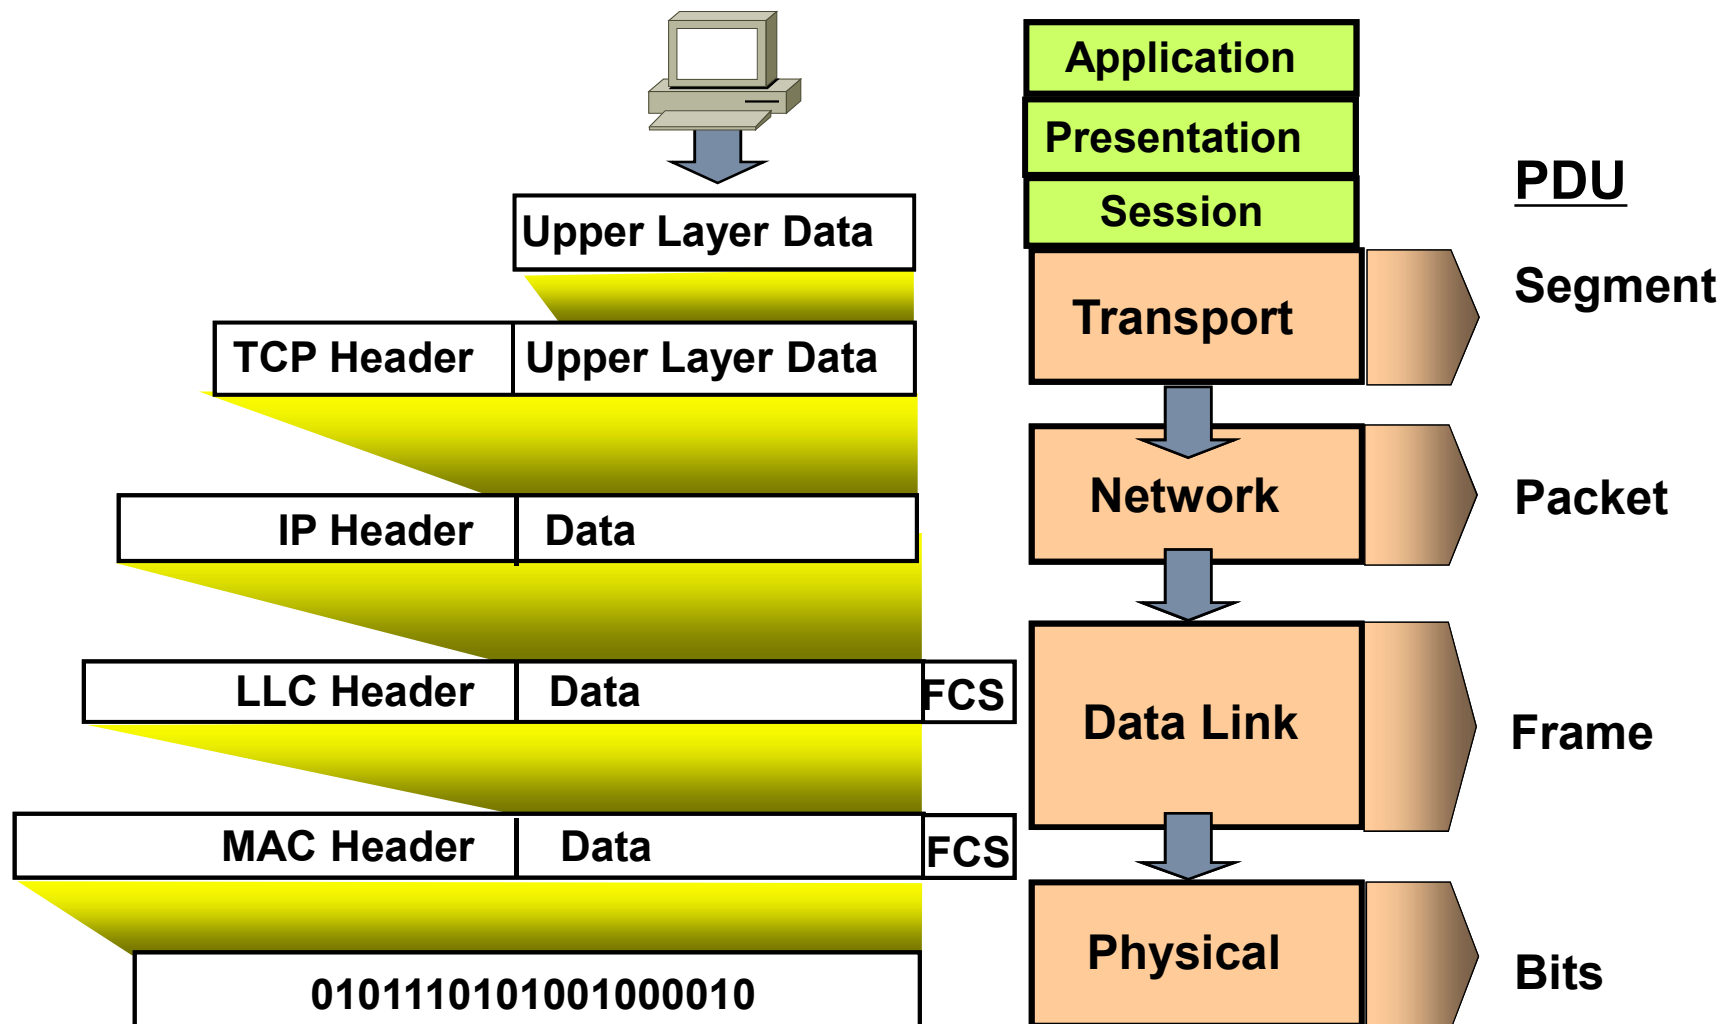 Application
Presentation
Session
PDU
Upper Layer Data
Segment
Transport
TCP Header Upper Layer Data
Network
Packet
IP Header Data
LLC Header Data FCS
Data Link
Frame
MAC Header Data FCS
Physical
Bits
0101110101001000010